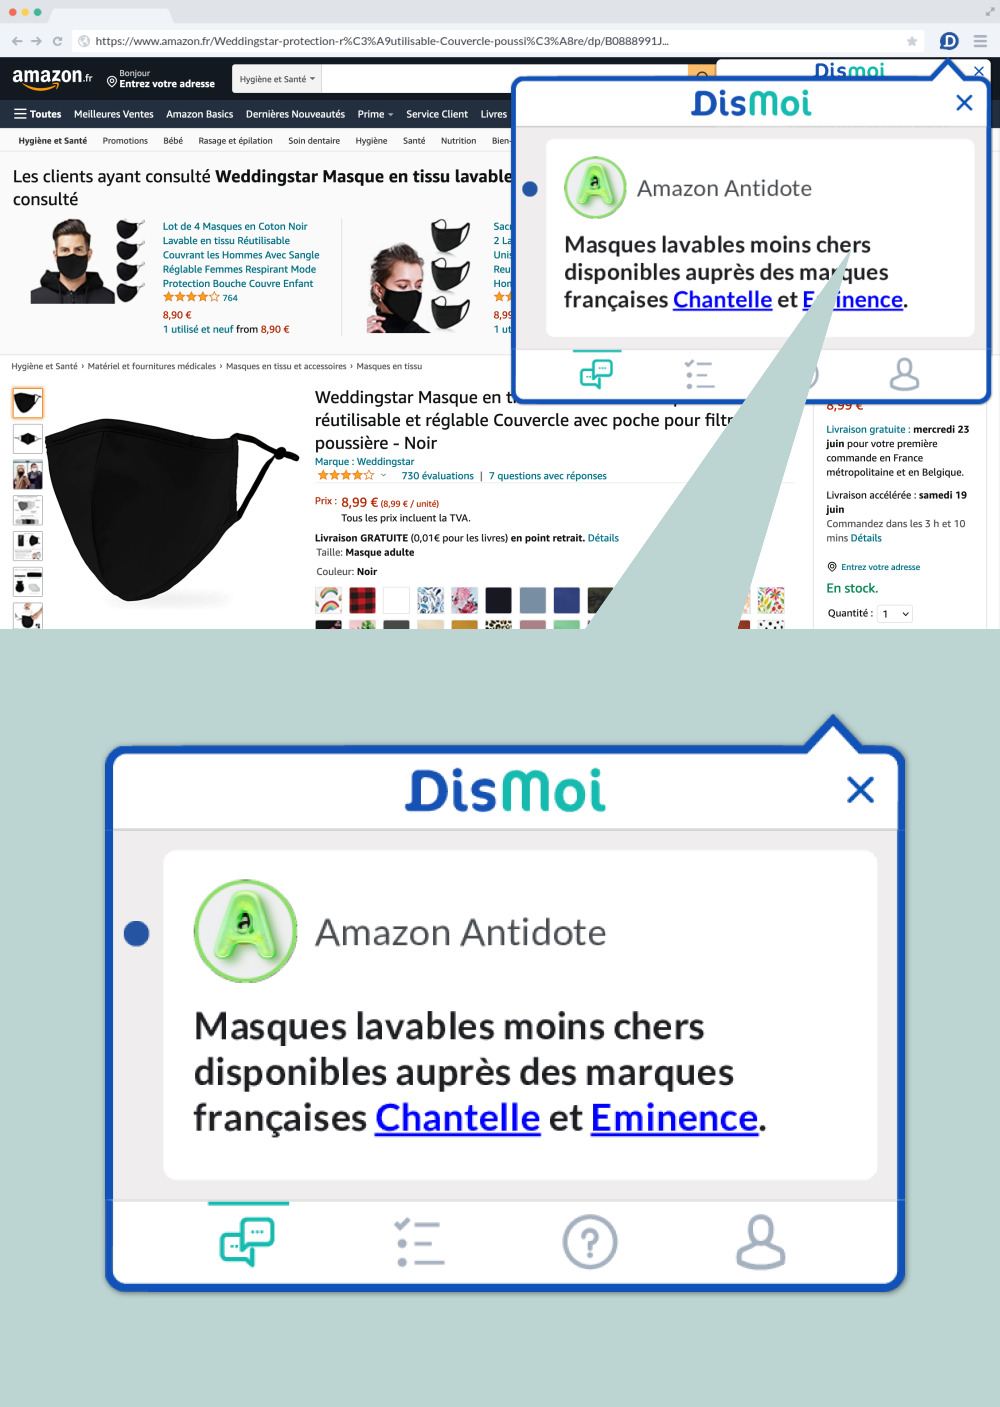 https://www.amazon.fr/Weddingstar-protection-r%C3%A9utilisable-Couvercle-poussi%C3%A8re/dp/B0888991J...
amazon.fr
Bonjour
Entrez votre adresse
Hygiène et Santé
DisMoi
Toutes Meilleures Ventes Amazon Basics Dernières Nouveautés Prime Service Client Livres
Hygiène et Santé Promotions Bébé Rasage et épilation Soin dentaire Hygiène Santé Nutrition Bien-
Les clients ayant consulté Weddingstar Masque en tissu lavable
consulté
Lot de 4 Masques en Coton Noir
Lavable en tissu Réutilisable
Couvrant les Hommes Avec Sangle
Réglable Femmes Respirant Mode
Protection Bouche Couvre Enfant
764
8,90 €
1 utilisé et neuf from 8,90 €
Sac
2 La
Unis
Reu
Hom
8,99
1 ut
DisMoi
Amazon Antidote
Masques lavables moins chers
disponibles auprès des marques
françaises Chantelle et Eminence.
Hygiène et Santé › Matériel et fournitures médicales › Masques en tissu et accessoires › Masques en tissu
Weddingstar Masque en t
réutilisable et réglable Couvercle avec poche pour filtr
poussière - Noir
Marque : Weddingstar
730 évaluations | 7 questions avec réponses
Prix : 8,99 € (8,99 € / unité)
Tous les prix incluent la TVA.
Livraison GRATUITE (0,01€ pour les livres) en point retrait. Détails
Taille: Masque adulte
Couleur: Noir
8,99 €
Livraison gratuite : mercredi 23
juin pour votre première
commande en France
métropolitaine et en Belgique.
Livraison accélérée : samedi 19
juin
Commandez dans les 3 h et 10
mins Détails
Entrez votre adresse
En stock.
Quantité : 1
DisMoi
Amazon Antidote
Masques lavables moins chers
disponibles auprès des marques
françaises Chantelle et Eminence.